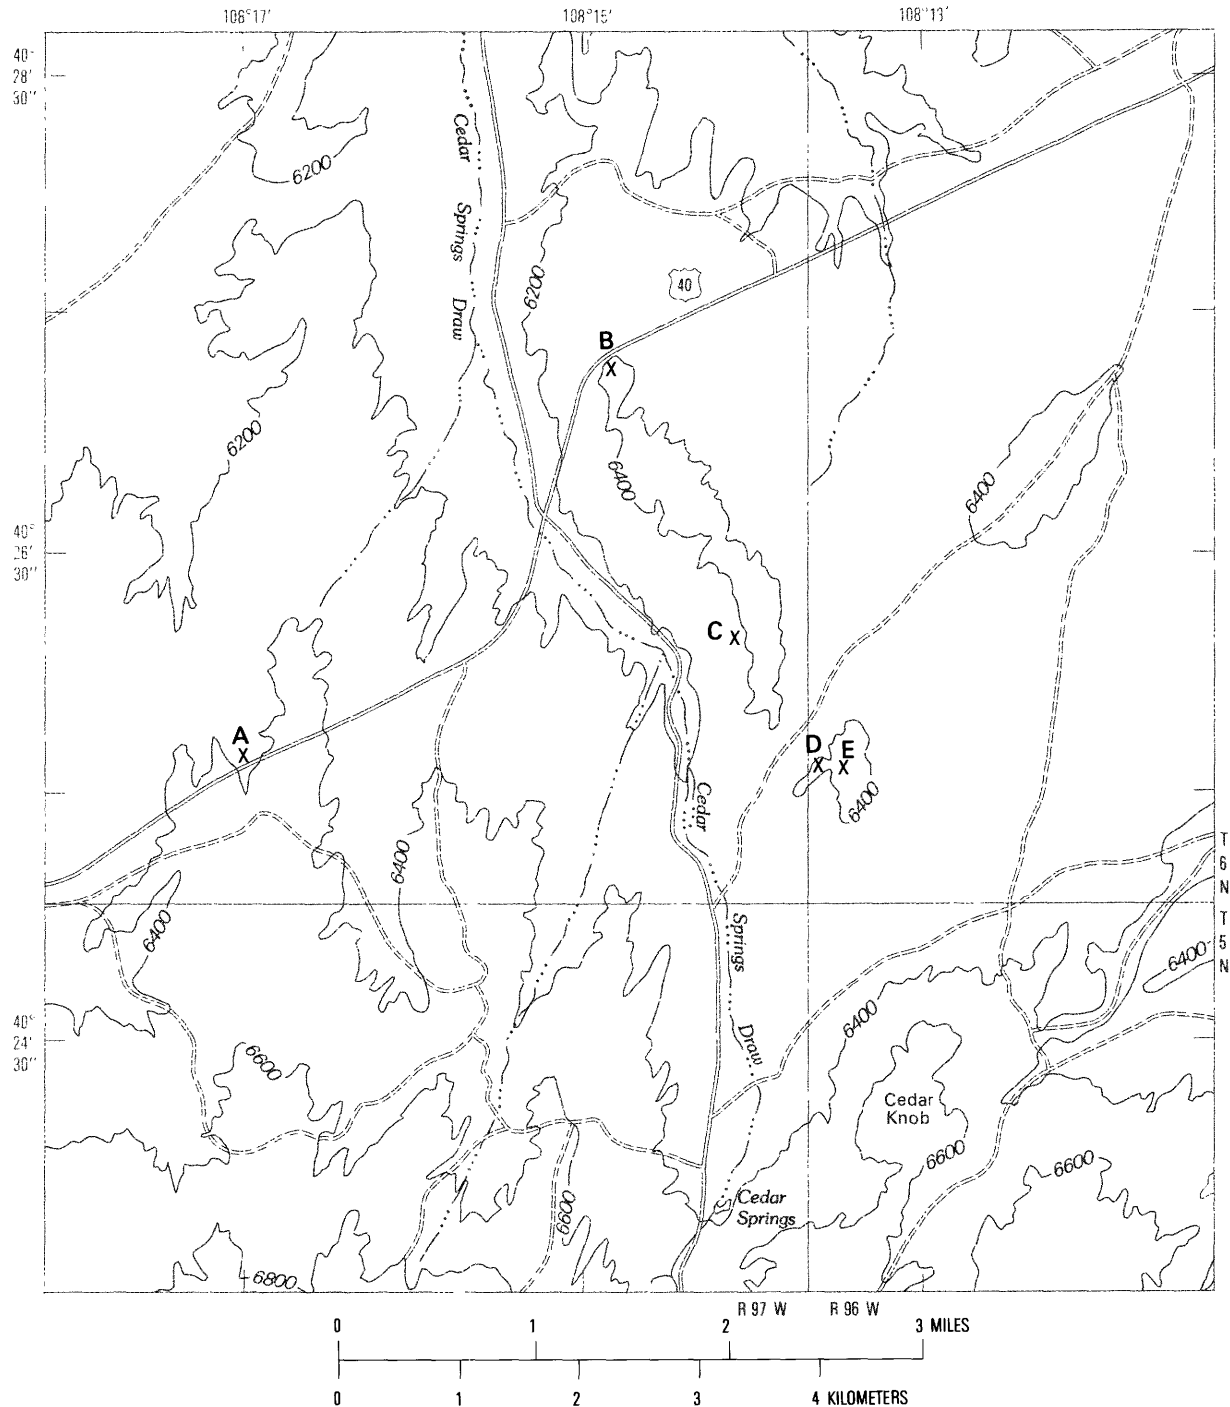 108°17'
108°15'
108°13'
40°
28'
30"
Cedar
Springs
Draw
6200
6200
40
B
6200
6400
6400
40°
26'
30"
C
A
D
E
6400
Cedar
6400
T
6
N
6400
Springs
T
5
N
6400
6400
Draw
40°
24'
30"
6600
Cedar
Knob
6600
6600
6600
Cedar
Springs
6800
R 97 W
R 96 W
0
1
2
3 MILES
0
1
2
3
4 KILOMETERS